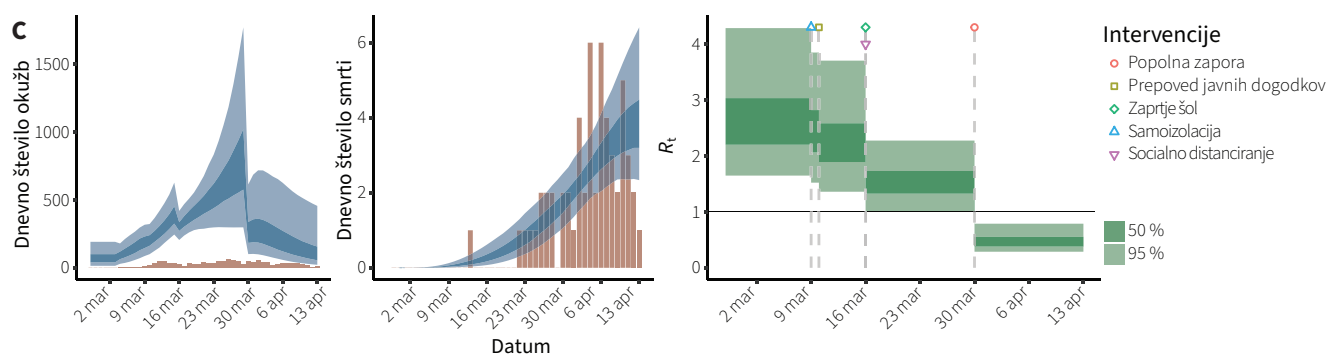 c
Dnevno število okužb
1500
1000
500
0
2 mar
9 mar
16 mar
23 mar
30 mar
6 apr
13 apr
Dnevno število smrti
6
4
2
0
2 mar
9 mar
16 mar
23 mar
30 mar
6 apr
13 apr
Datum
Rt
4
3
2
1
0
2 mar
9 mar
16 mar
23 mar
30 mar
6 apr
13 apr
Intervencije
Popolna zapora
Prepoved javnih dogodkov
Zaprtje šol
Samoizolacija
Socialno distanciranje
50 %
95 %